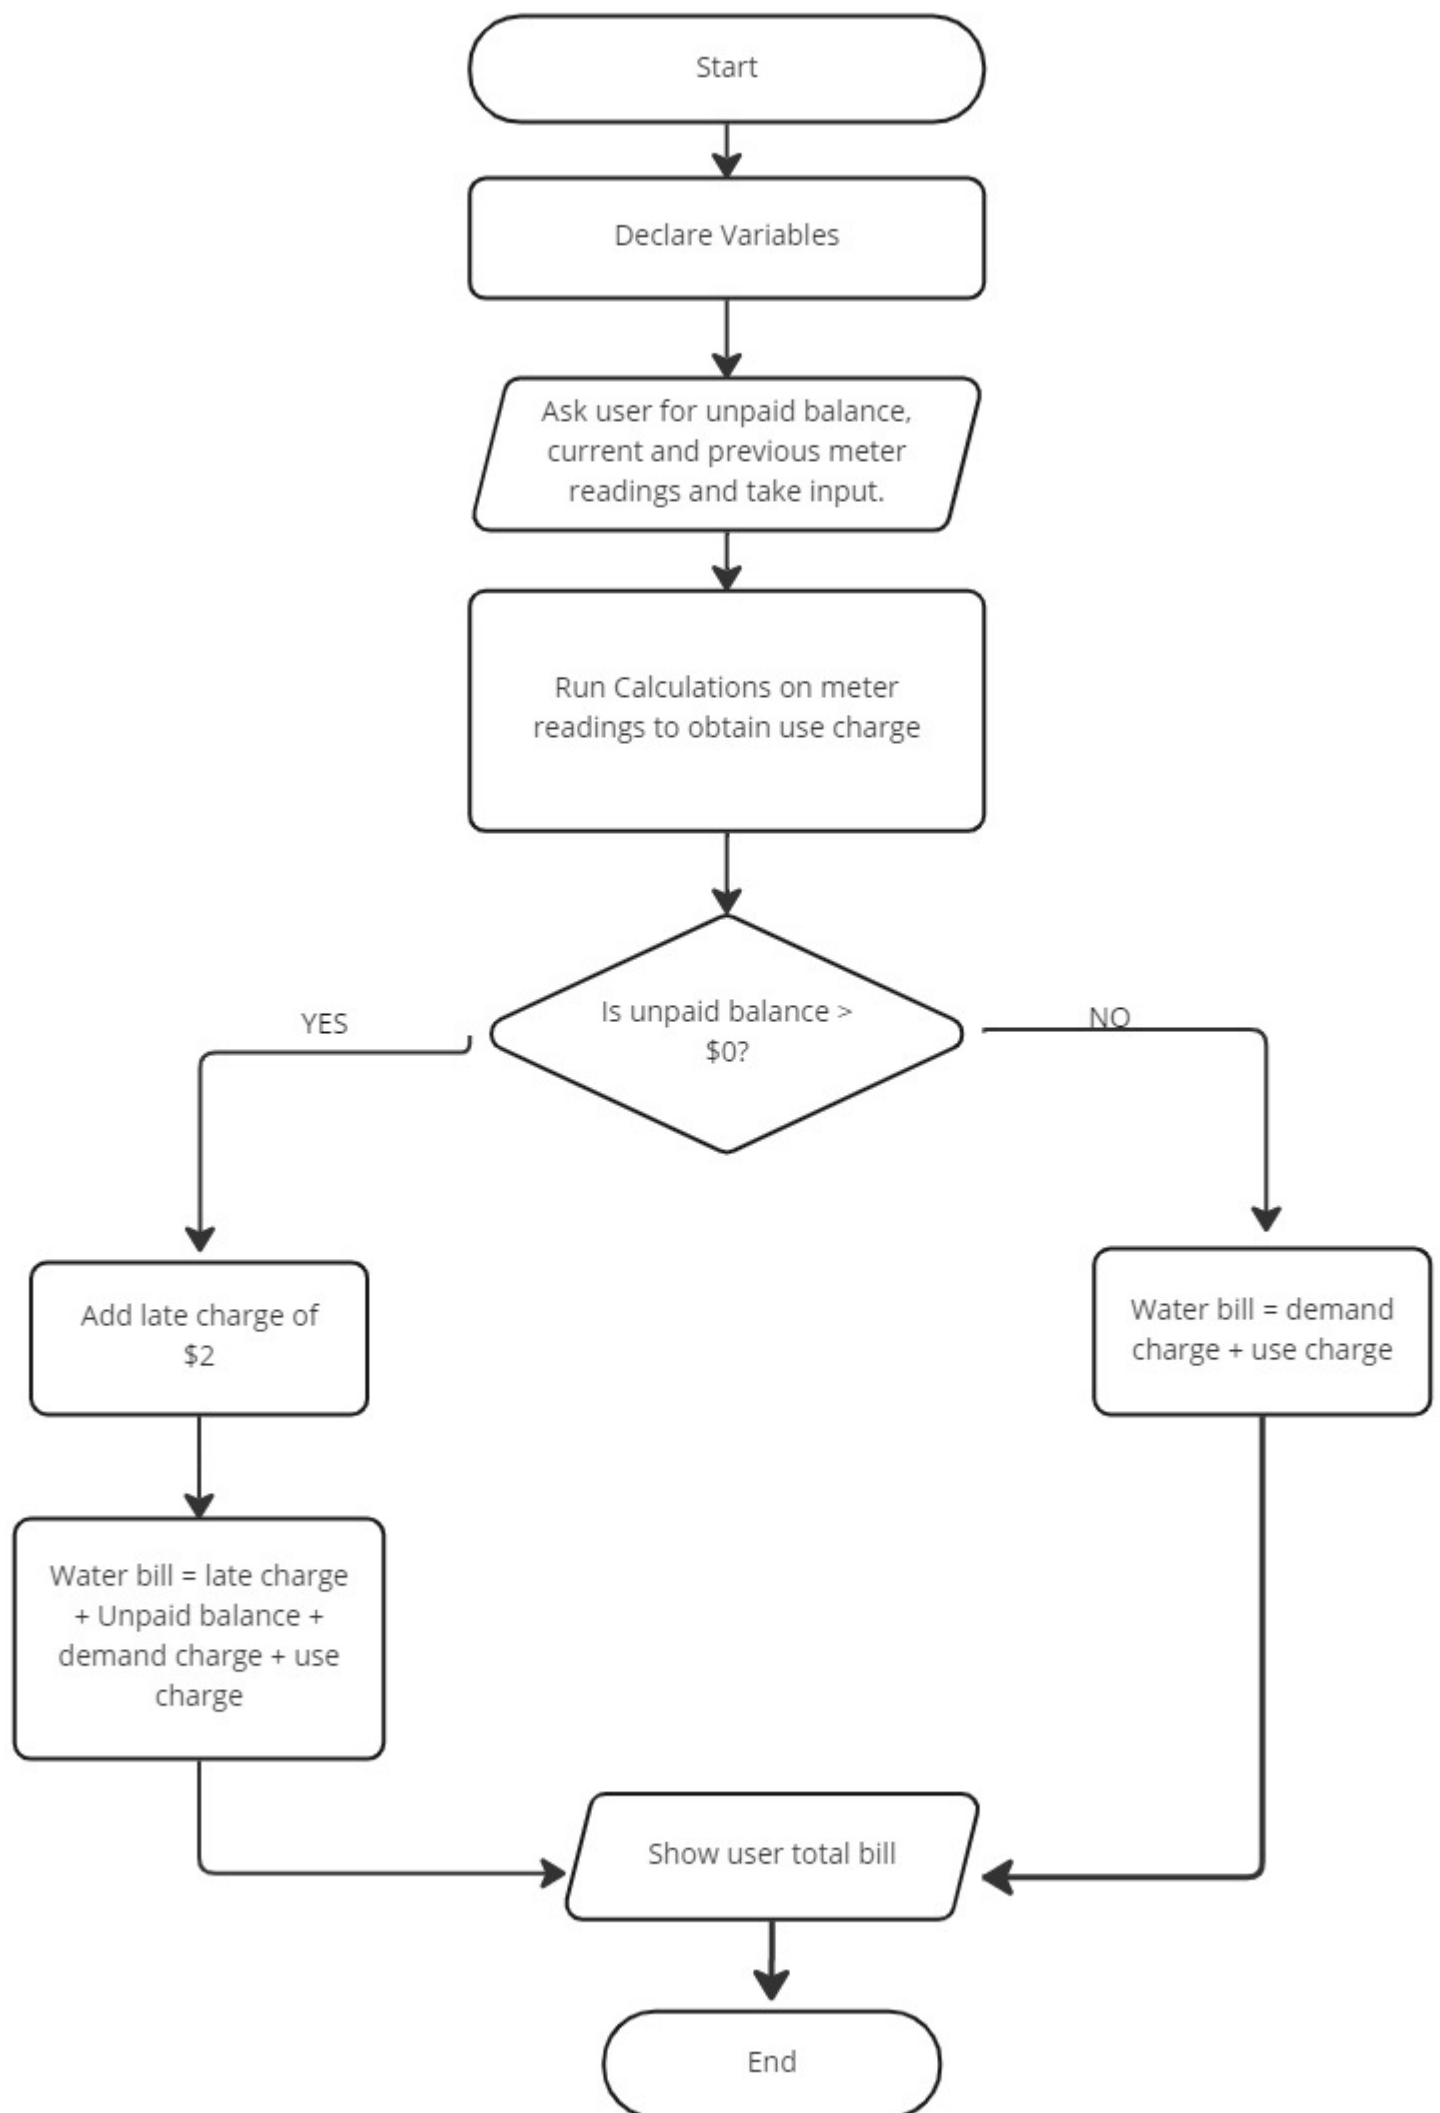 Start
Declare Variables
Ask user for unpaid balance,
current and previous meter
readings and take input.
Run Calculations on meter
readings to obtain use charge
Is unpaid balance >
$0?
YES
NO
Add late charge of
$2
Water bill = demand
charge + use charge
Water bill = late charge
+ Unpaid balance +
demand charge + use
charge
Show user total bill
End